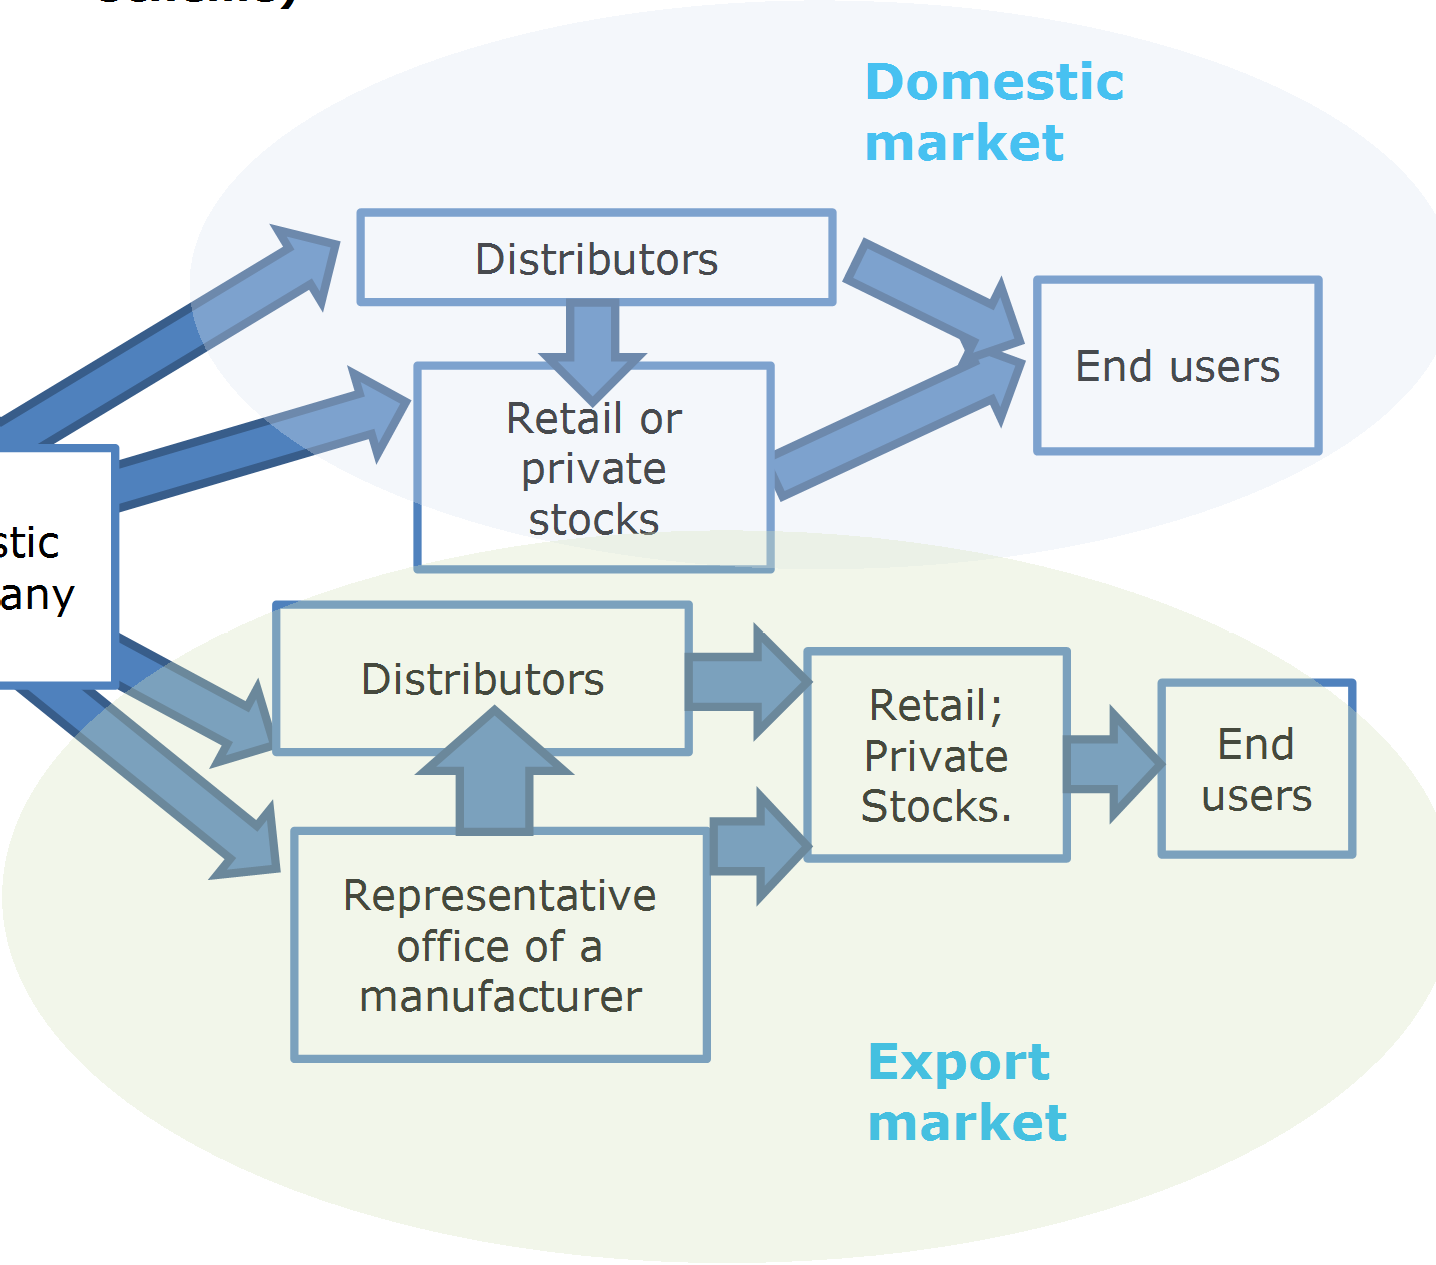 Domestic
market
Distributors
End users
Retail or
private
stocks
stic
any
Distributors
Retail;
Private
Stocks.
End
users
Representative
office of a
manufacturer
Export
market